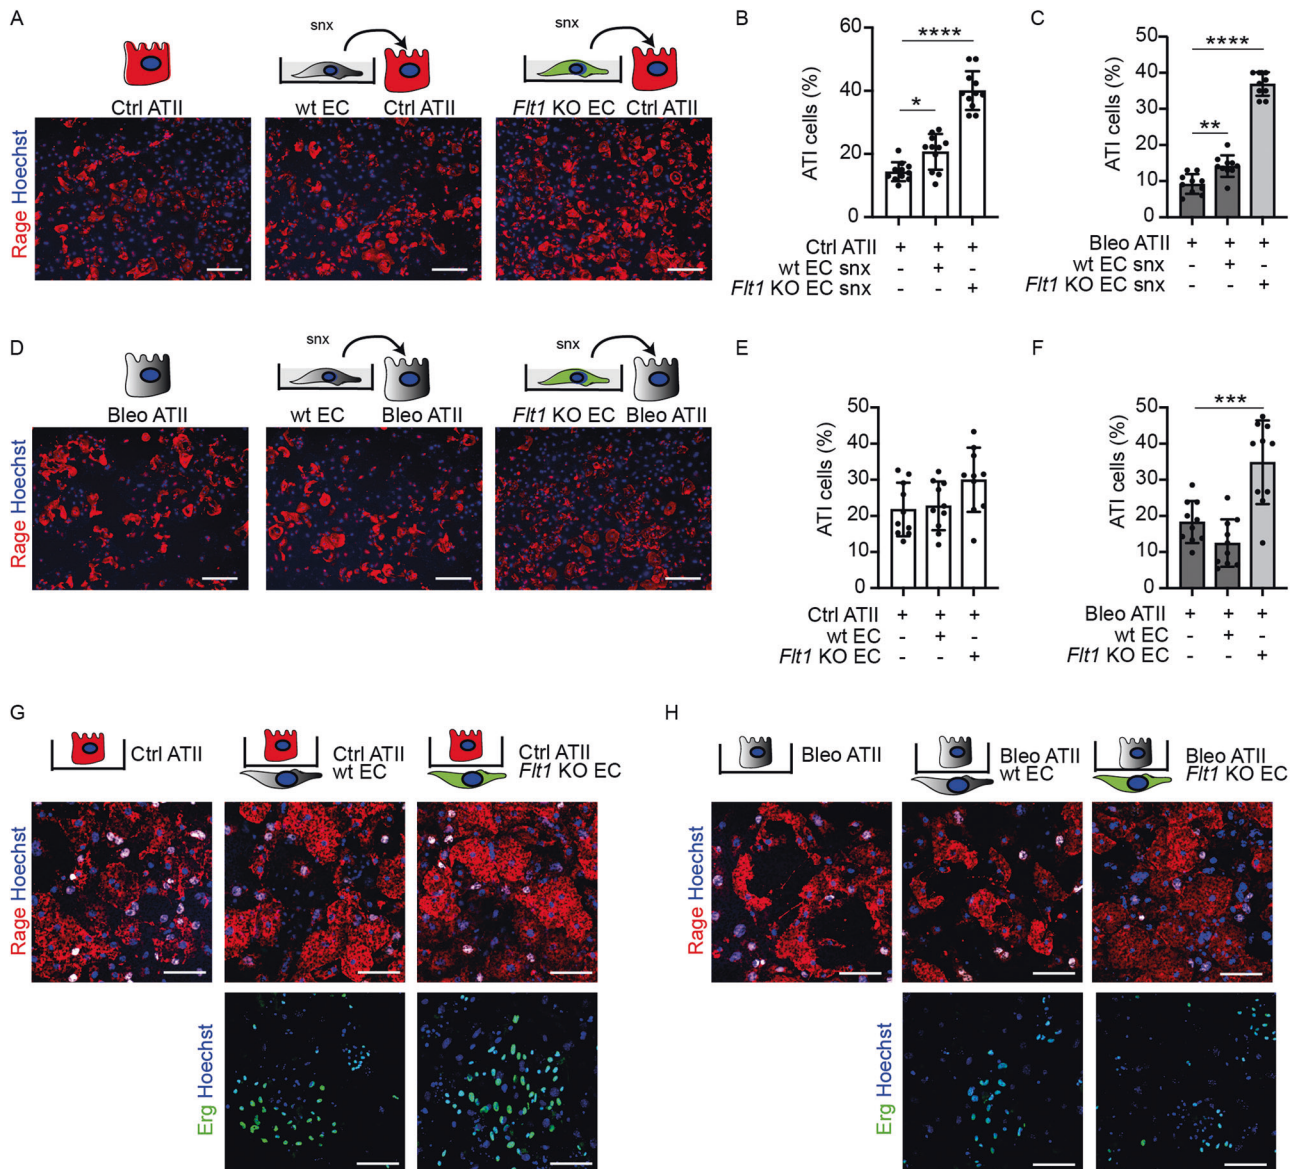 A
snx
snx
Ctrl ATII
wt EC
Ctrl ATII
Flt1 KO EC
Ctrl ATII
Rage Hoechst
B
ATI cells (%)
60
40
20
0
*
****
Ctrl ATII + + +
wt EC snx - + -
Flt1 KO EC snx - - +
C
ATI cells (%)
50
40
30
20
10
0
**
****
Bleo ATII + + +
wt EC snx - + -
Flt1 KO EC snx - - +
D
snx
snx
Bleo ATII
wt EC
Bleo ATII
Flt1 KO EC
Bleo ATII
Rage Hoechst
E
ATI cells (%)
50
40
30
20
10
0
Ctrl ATII + + +
wt EC - + -
Flt1 KO EC - - +
F
ATI cells (%)
50
40
30
20
10
0
***
Bleo ATII + + +
wt EC - + -
Flt1 KO EC - - +
G
Ctrl ATII
Ctrl ATII
wt EC
Ctrl ATII
Flt1 KO EC
Rage Hoechst
Erg Hoechst
H
Bleo ATII
Bleo ATII
wt EC
Bleo ATII
Flt1 KO EC
Rage Hoechst
Erg Hoechst